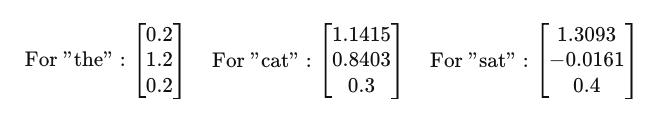 For "the" : [0.2 1.2 0.2] For "cat" : [1.1415 0.8403 0.3] For "sat" : [1.3093 −0.0161 0.4]